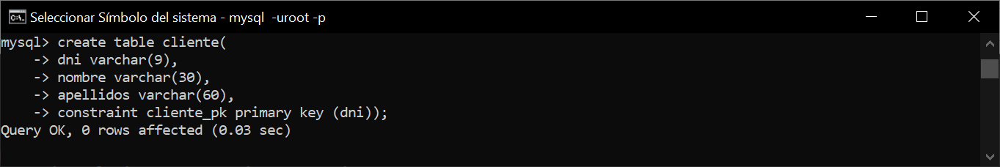 Seleccionar Símbolo del sistema - mysql  -uroot -p
mysql> create table cliente(
    -> dni varchar(9),
    -> nombre varchar(30),
    -> apellidos varchar(60),
    -> constraint cliente_pk primary key (dni));
Query OK, 0 rows affected (0.03 sec)